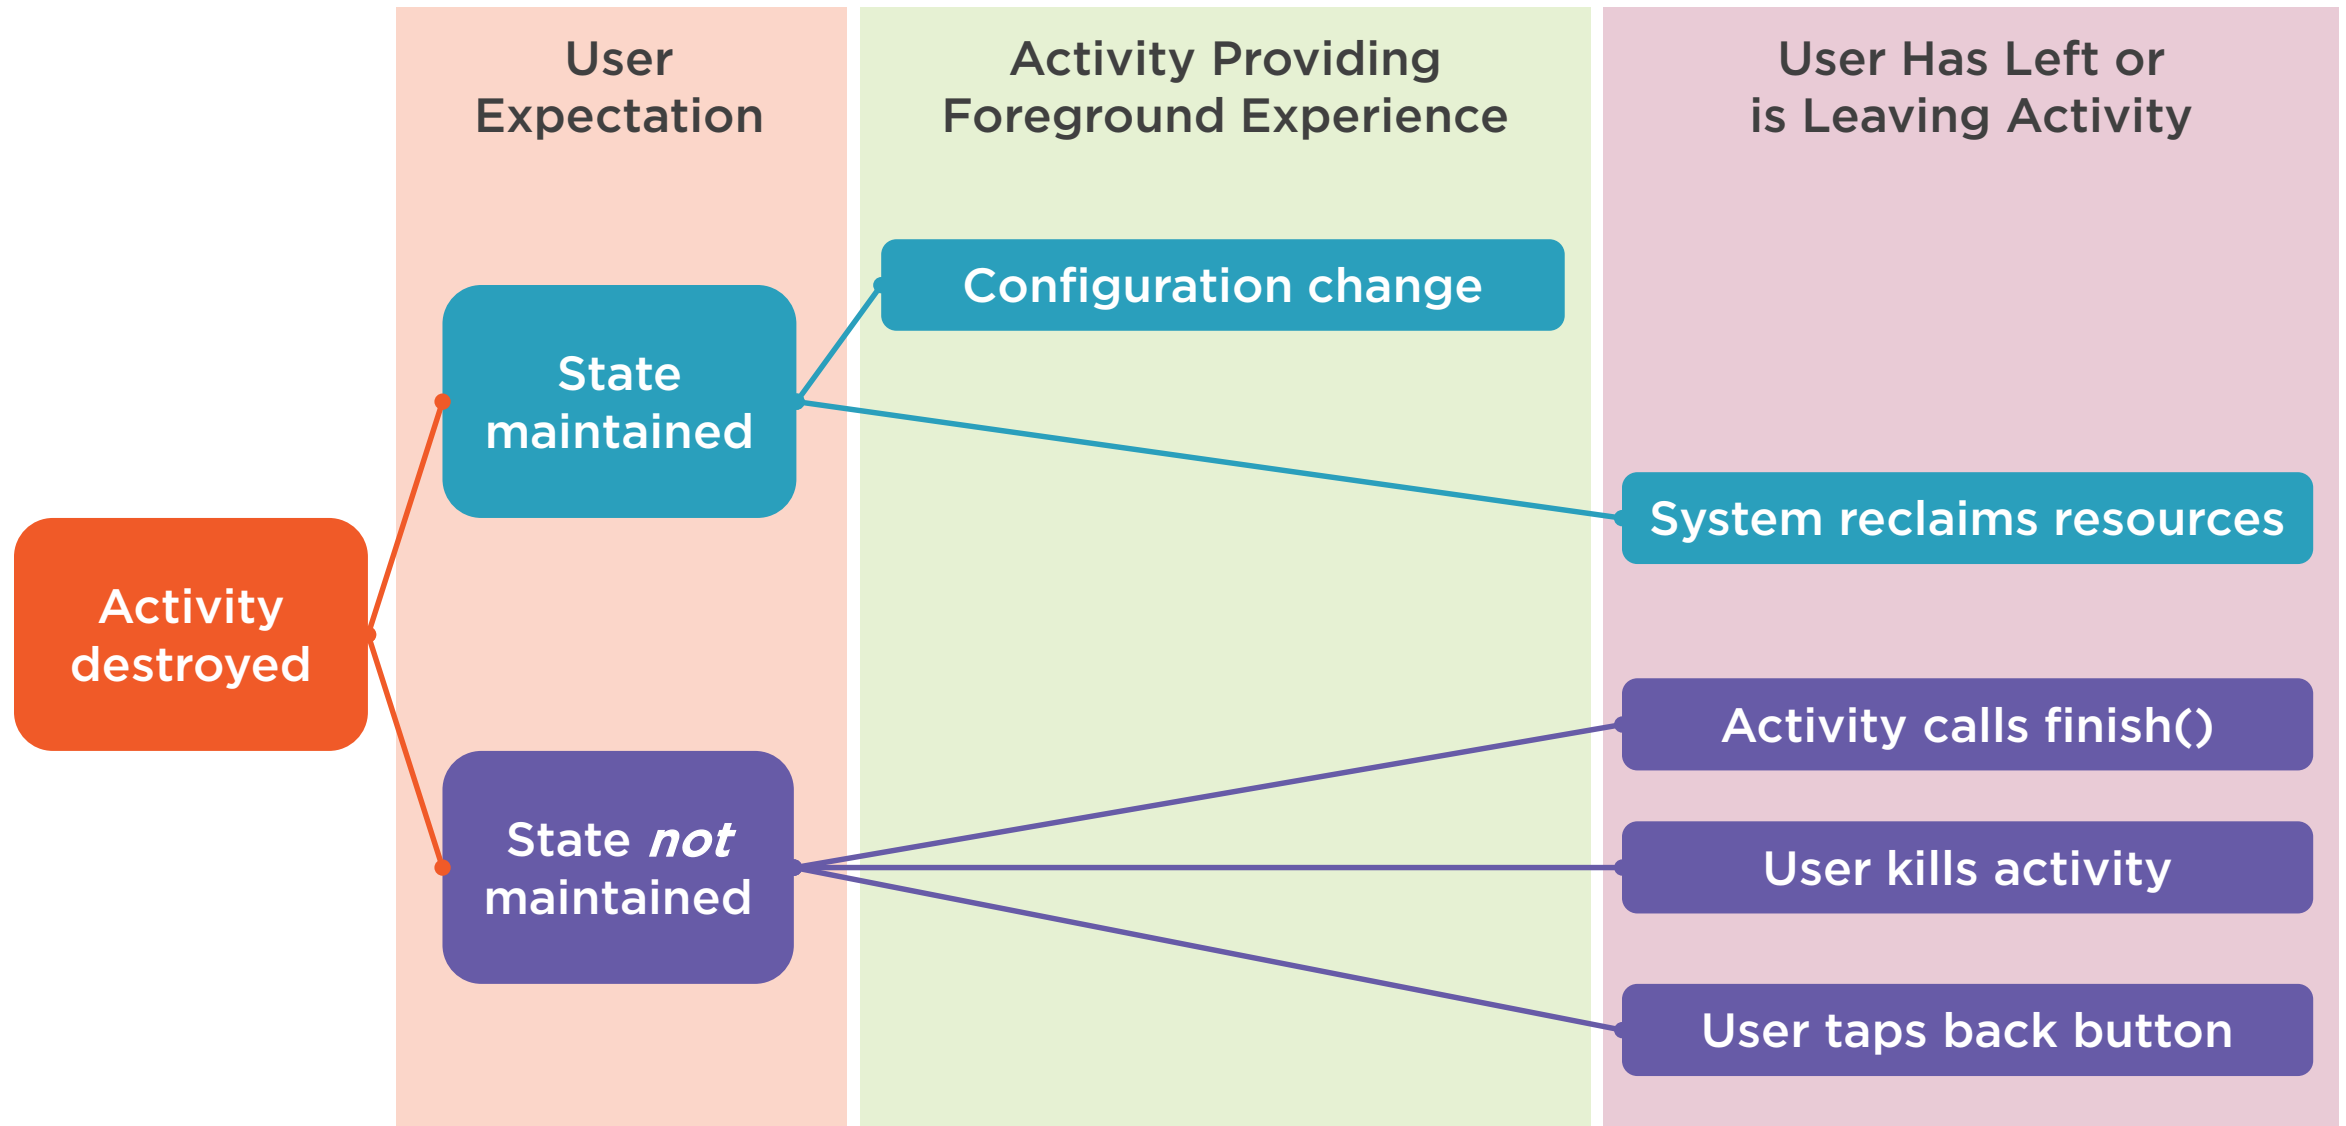 User
Expectation
Activity Providing
Foreground Experience
User Has Left or
is Leaving Activity
Configuration change
State
maintained
System reclaims resources
Activity
destroyed
Activity calls finish()
State not
maintained
User kills activity
User taps back button